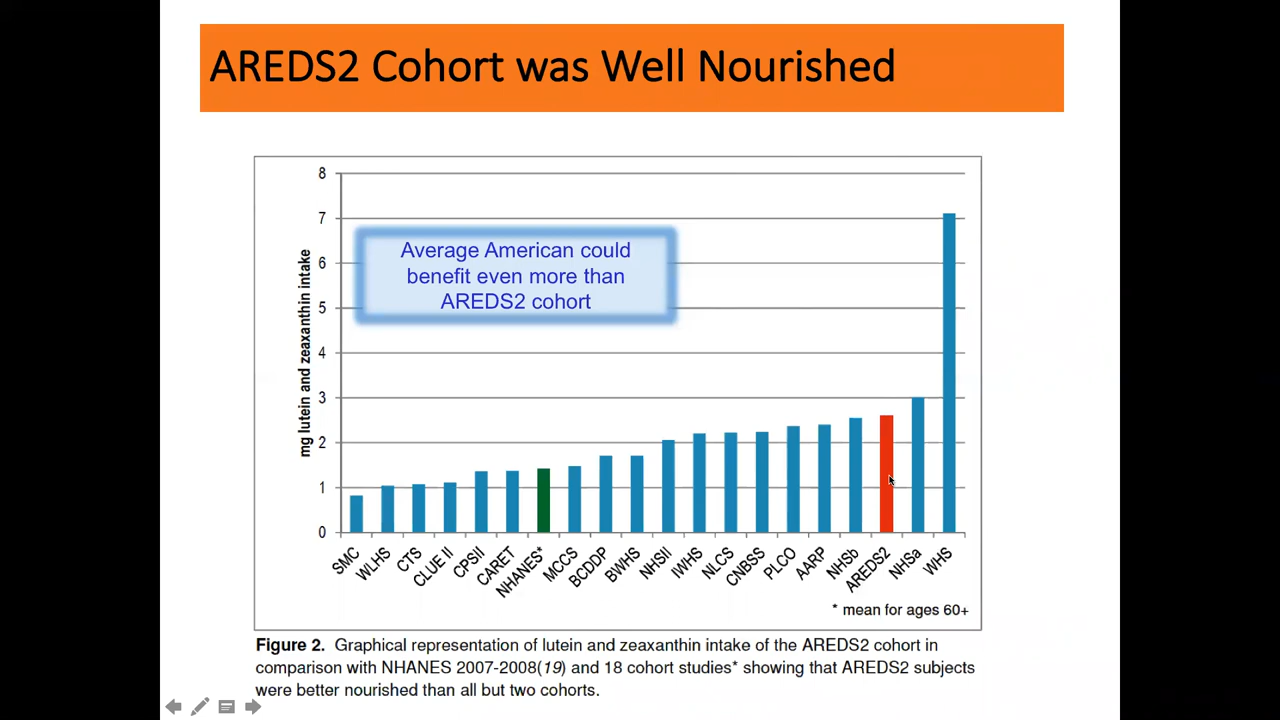 AREDS2 Cohort was Well Nourished
8
7
6
5
4
3
2
1
0
mg lutein and zeaxanthin intake
Average American could
benefit even more than
AREDS2 cohort
SMC
WLHS
CTS
CLUE II
CPSII
CARET
NHANES*
MCCS
BCDDP
BWHS
NHSII
IWHS
NLCS
CNBSS
PLCO
AARP
NHSb
AREDS2
NHSa
WHS
* mean for ages 60+
Figure 2. Graphical representation of lutein and zeaxanthin intake of the AREDS2 cohort in
comparison with NHANES 2007-2008(19) and 18 cohort studies* showing that AREDS2 subjects
were better nourished than all but two cohorts.